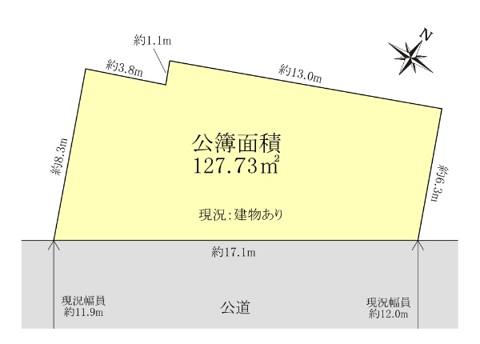 N
約1.1m
約3.8m
約13.0m
約8.3m
公簿面積
127.73㎡
約6.3m
現況：建物あり
約17.1m
現況幅員
約11.9m
公道
現況幅員
約12.0m